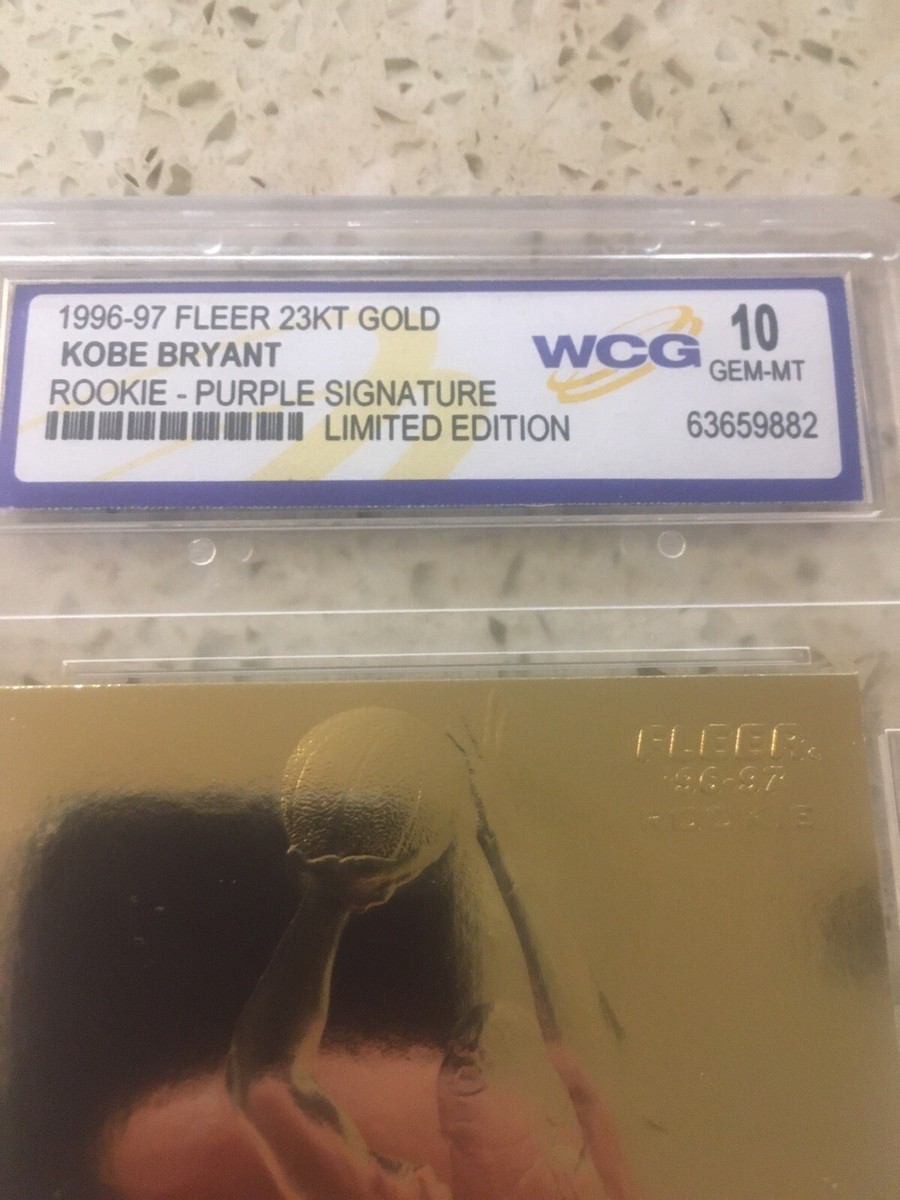 1996-97 FLEER 23KT GOLD
KOBE BRYANT
ROOKIE - PURPLE SIGNATURE
LIMITED EDITION
WCG
10
GEM-MT
63659882
FLEER
'96-97
ROOKIE